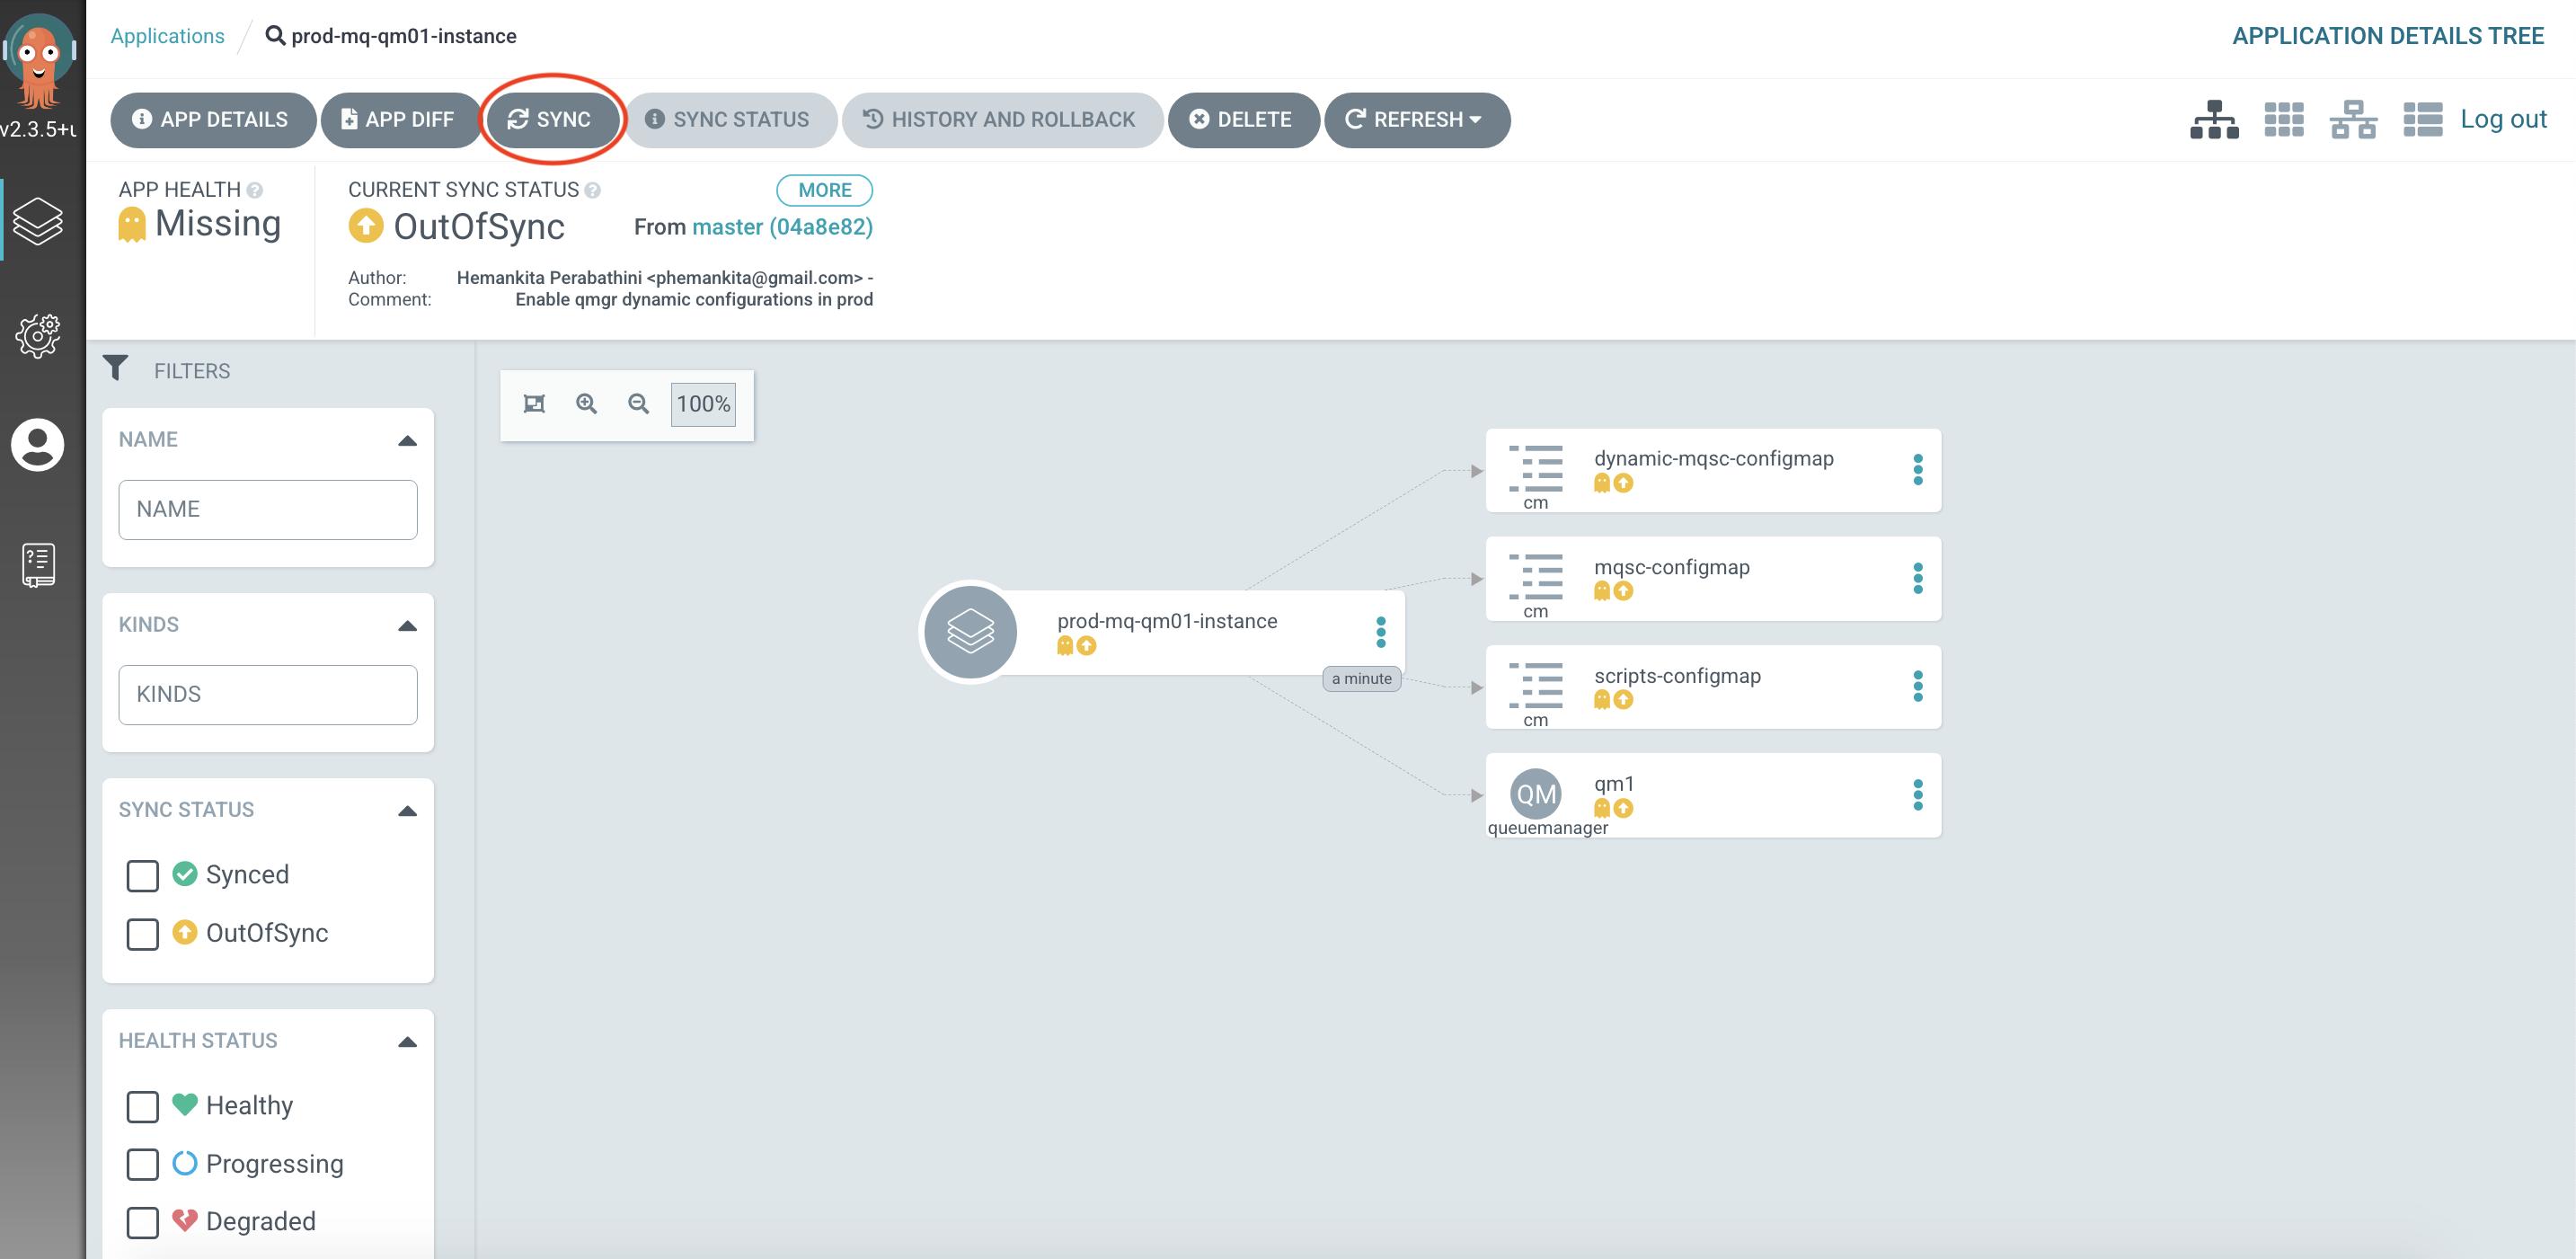 Applications / prod-mq-qm01-instance
APPLICATION DETAILS TREE
v2.3.5+u
APP DETAILS
APP DIFF
SYNC
SYNC STATUS
HISTORY AND ROLLBACK
DELETE
REFRESH
Log out
APP HEALTH
Missing
CURRENT SYNC STATUS
MORE
OutOfSync
From master (04a8e82)
Author: Hemankita Perabathini <phemankita@gmail.com> -
Comment: Enable qmgr dynamic configurations in prod
FILTERS
NAME
NAME
KINDS
KINDS
SYNC STATUS
Synced
OutOfSync
HEALTH STATUS
Healthy
Progressing
Degraded
100%
prod-mq-qm01-instance
a minute
dynamic-mqsc-configmap
cm
mqsc-configmap
cm
scripts-configmap
cm
qm1
QM
queuemanager